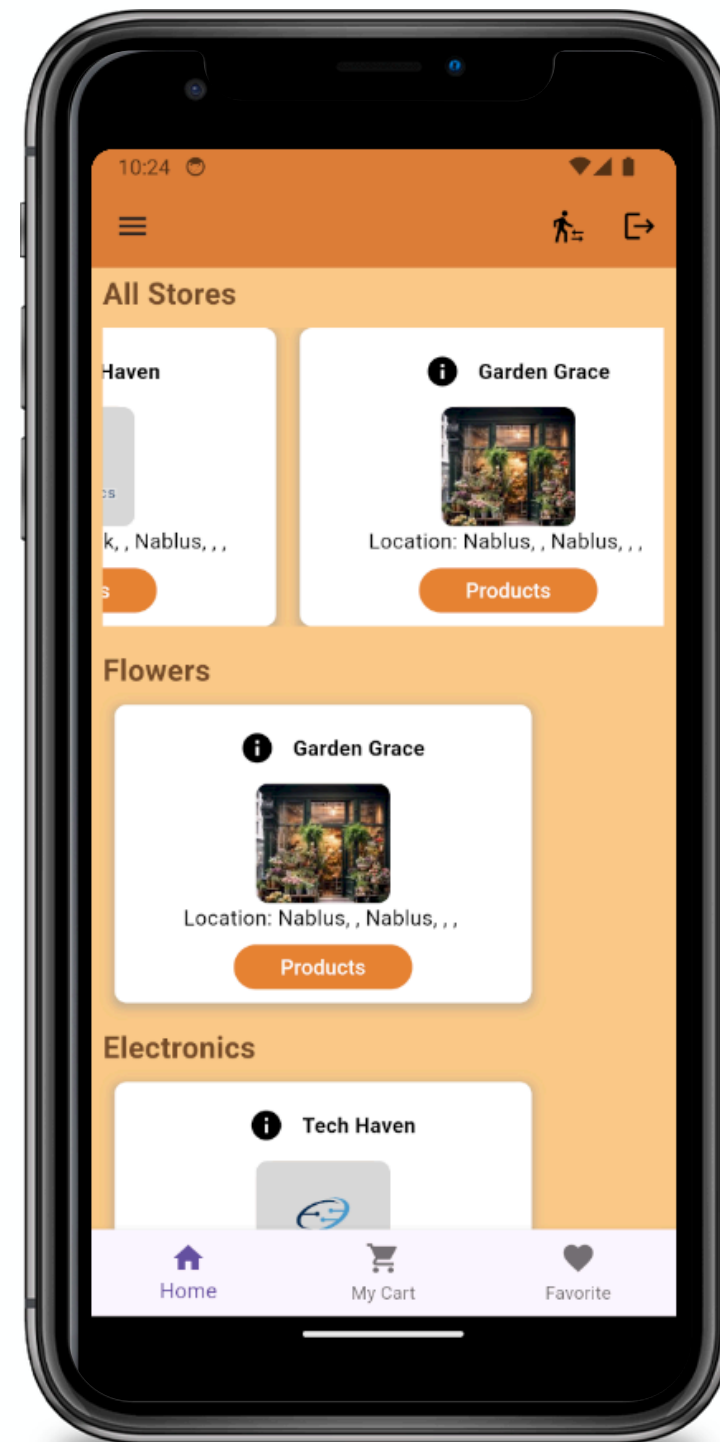 10:24
All Stores
Haven
Garden Grace
cs
k, , Nablus, , ,
Location: Nablus, , Nablus, , ,
s
Products
Flowers
Garden Grace
Location: Nablus, , Nablus, , ,
Products
Electronics
Tech Haven
Home
My Cart
Favorite